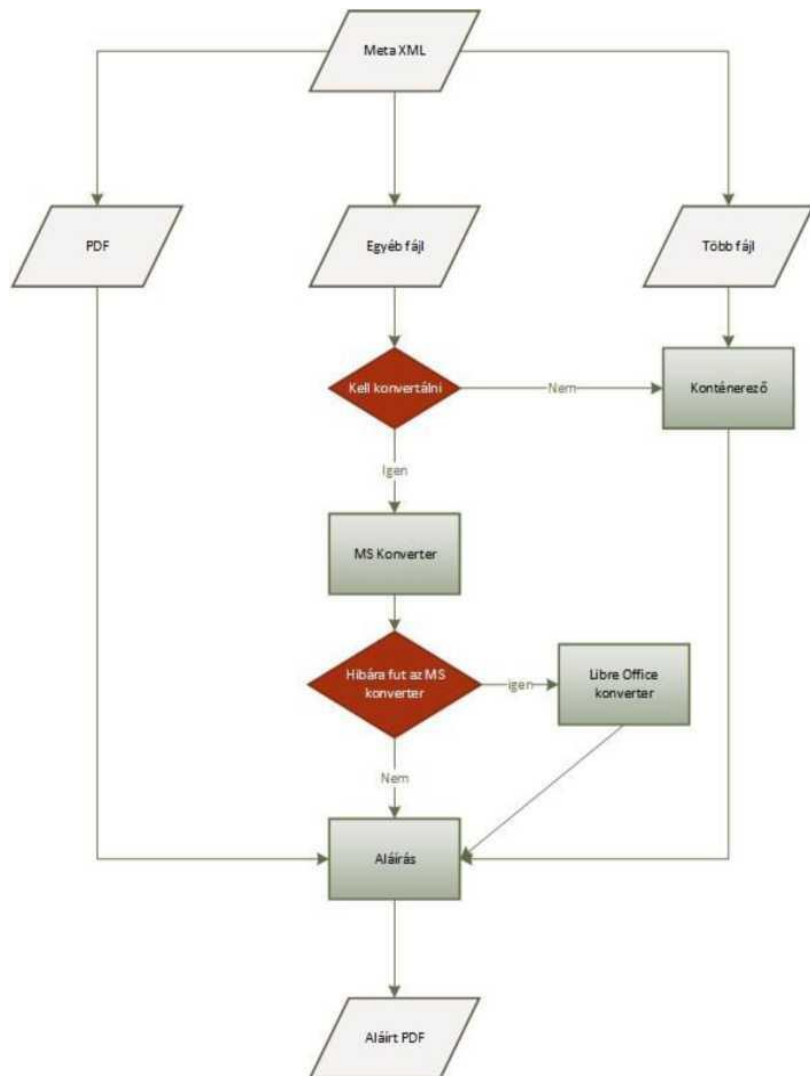 Meta XML
PDF
Egyéb fájl
Több fájl
Kell konvertálni
Nem
Konténerező
Igen
MS Konverter
Hibára fut az MS
konverter
igen
Libre Office
konverter
Nem
Aláírás
Aláírt PDF